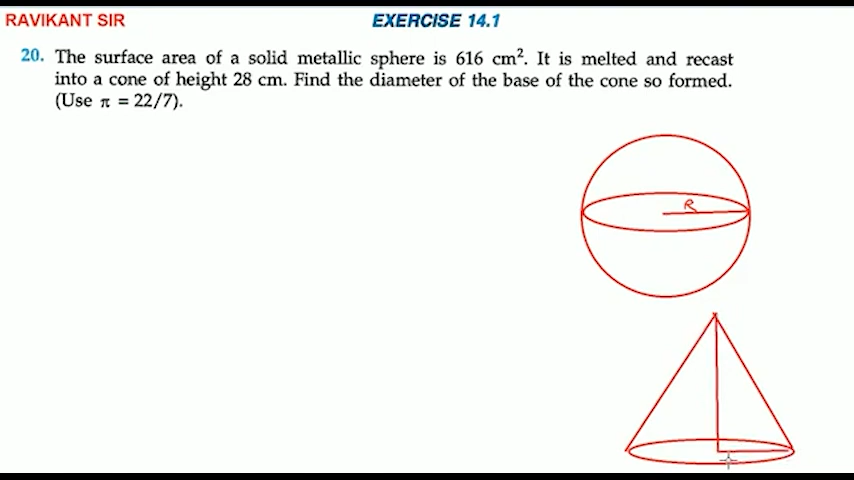 RAVIKANT SIR
EXERCISE 14.1
20. The surface area of a solid metallic sphere is 616 cm². It is melted and recast
into a cone of height 28 cm. Find the diameter of the base of the cone so formed.
(Use π = 22/7).
R